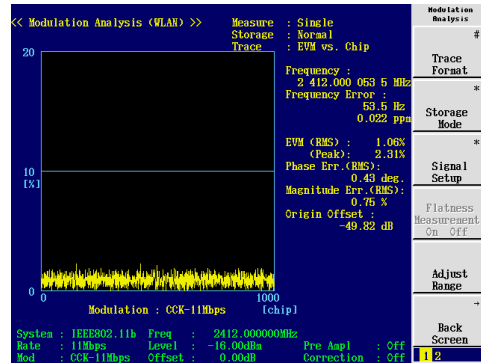 << Modulation Analysis (WLAN) >>
Measure : Single
Storage : Normal
Trace : EVM vs. Chip
20
10
[%]
0
0
1000
[chip]
Modulation : CCK-11Mbps
Frequency :
2 412.000 053 5 MHz
Frequency Error :
53.5 Hz
0.022 ppm
EVM (RMS) : 1.06%
(Peak): 2.31%
Phase Err.(RMS):
0.43 deg.
Magnitude Err.(RMS):
0.75 %
Origin Offset :
-49.82 dB
System : IEEE802.11b Freq : 2412.000000MHz
Rate : 11Mbps Level : -16.00dBm Pre Ampl : Off
Mod : CCK-11Mbps Offset : 0.00dB Correction : Off
Modulation
Analysis
#
Trace
Format
*
Storage
Mode
*
Signal
Setup
Flatness
Measurement
On Off
Adjust
Range
→
Back
Screen
1 2